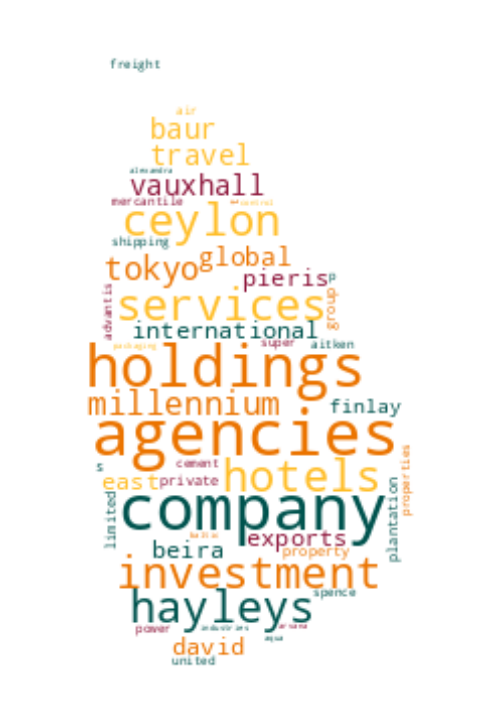 freight
air
baur
travel
alexandra
vauxhall
mercantile
control
ceylon
shipping
global
tokyo
pieris p
advantis
services
group
international
packaging super aitken
holdings
millennium finlay
agencies
s cement hotels
east private
properties
limited
company
plantation
exports
beira property
investment
spence
hayleys
power industries
aqua
david
united